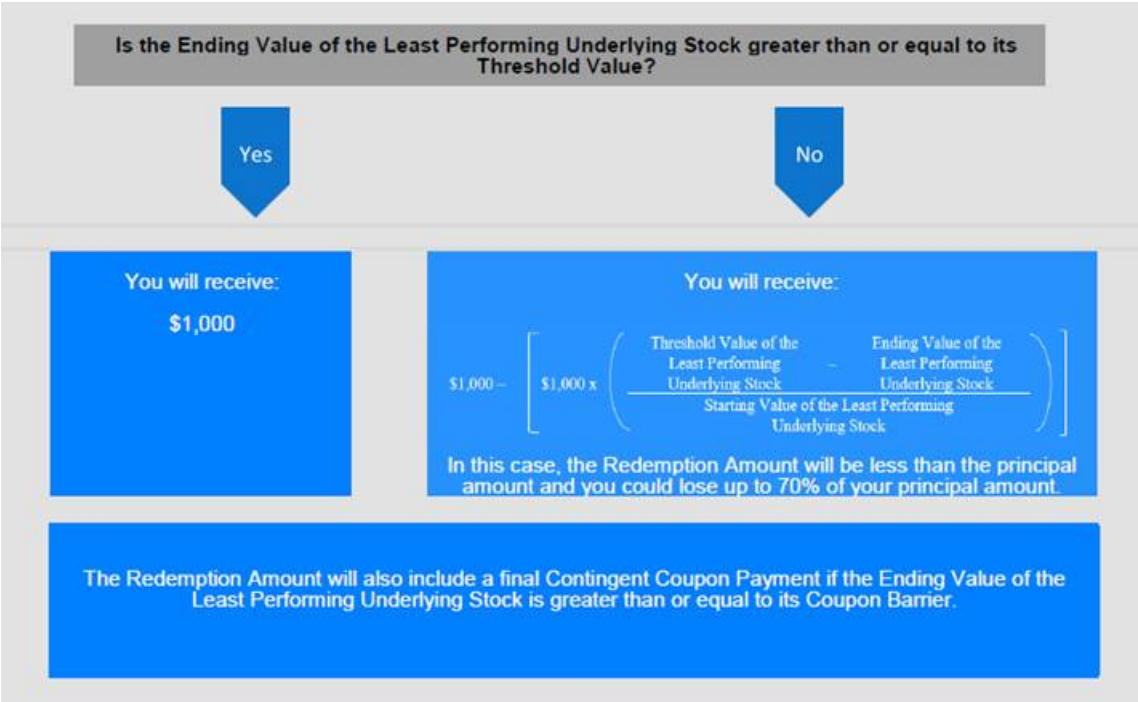 Is the Ending Value of the Least Performing Underlying Stock greater than or equal to its
Threshold Value?
Yes
No
You will receive:
$1,000
You will receive:
$1,000 –
$1,000 x
Threshold Value of the
Least Performing
Underlying Stock
–
Ending Value of the
Least Performing
Underlying Stock
Starting Value of the Least Performing
Underlying Stock
In this case, the Redemption Amount will be less than the principal
amount and you could lose up to 70% of your principal amount.
The Redemption Amount will also include a final Contingent Coupon Payment if the Ending Value of the
Least Performing Underlying Stock is greater than or equal to its Coupon Barrier.